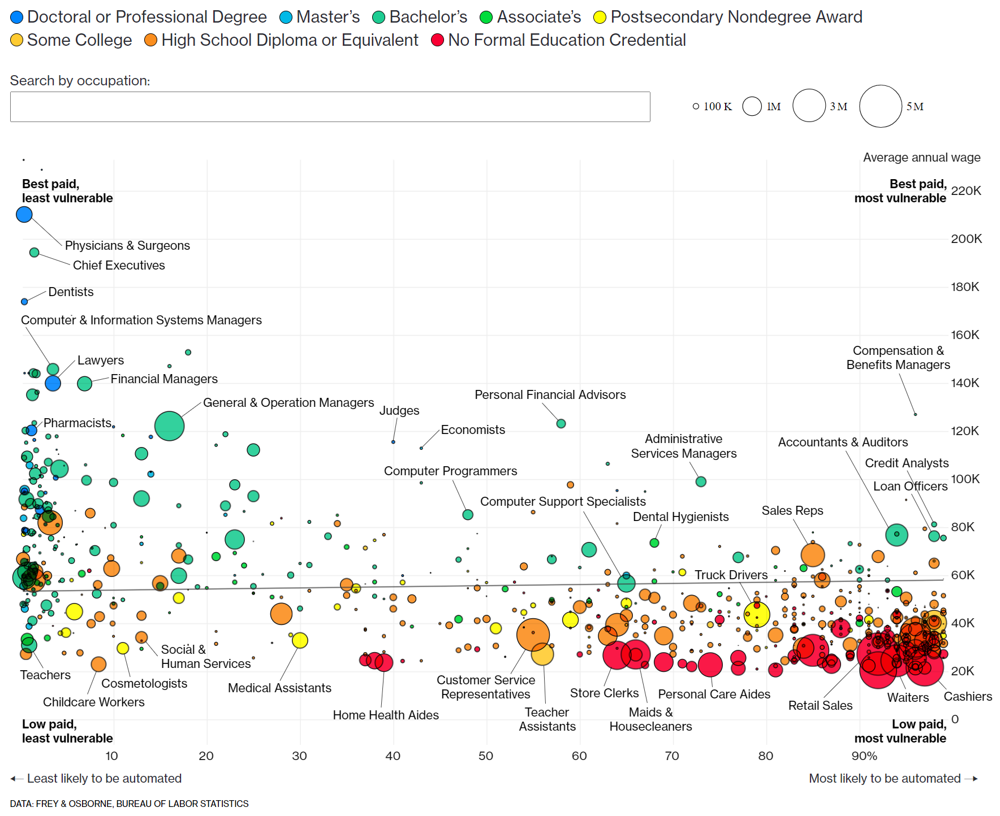 Doctoral or Professional Degree Master’s Bachelor’s Associate’s Postsecondary Nondegree Award
Some College High School Diploma or Equivalent No Formal Education Credential
Search by occupation:
100 K 1M 3 M 5 M
Average annual wage
Best paid,
least vulnerable
Best paid,
most vulnerable
220K
Physicians & Surgeons
200K
Chief Executives
Dentists
180K
Computer & Information Systems Managers
160K
Compensation &
Benefits Managers
Lawyers
Financial Managers
140K
Personal Financial Advisors
General & Operation Managers
Judges
Pharmacists
Economists
120K
Administrative
Services Managers
Accountants & Auditors
Credit Analysts
Computer Programmers
100K
Loan Officers
Computer Support Specialists
Sales Reps
Dental Hygienists
80K
60K
Truck Drivers
40K
Social &
Human Services
Teachers
20K
Cosmetologists
Medical Assistants
Customer Service
Representatives
Store Clerks
Personal Care Aides
Waiters
Cashiers
Childcare Workers
Retail Sales
Home Health Aides
Teacher
Assistants
Maids &
Housecleaners
0
Low paid,
least vulnerable
Low paid,
most vulnerable
10 20 30 40 50 60 70 80 90%
← Least likely to be automated
Most likely to be automated →
DATA: FREY & OSBORNE, BUREAU OF LABOR STATISTICS